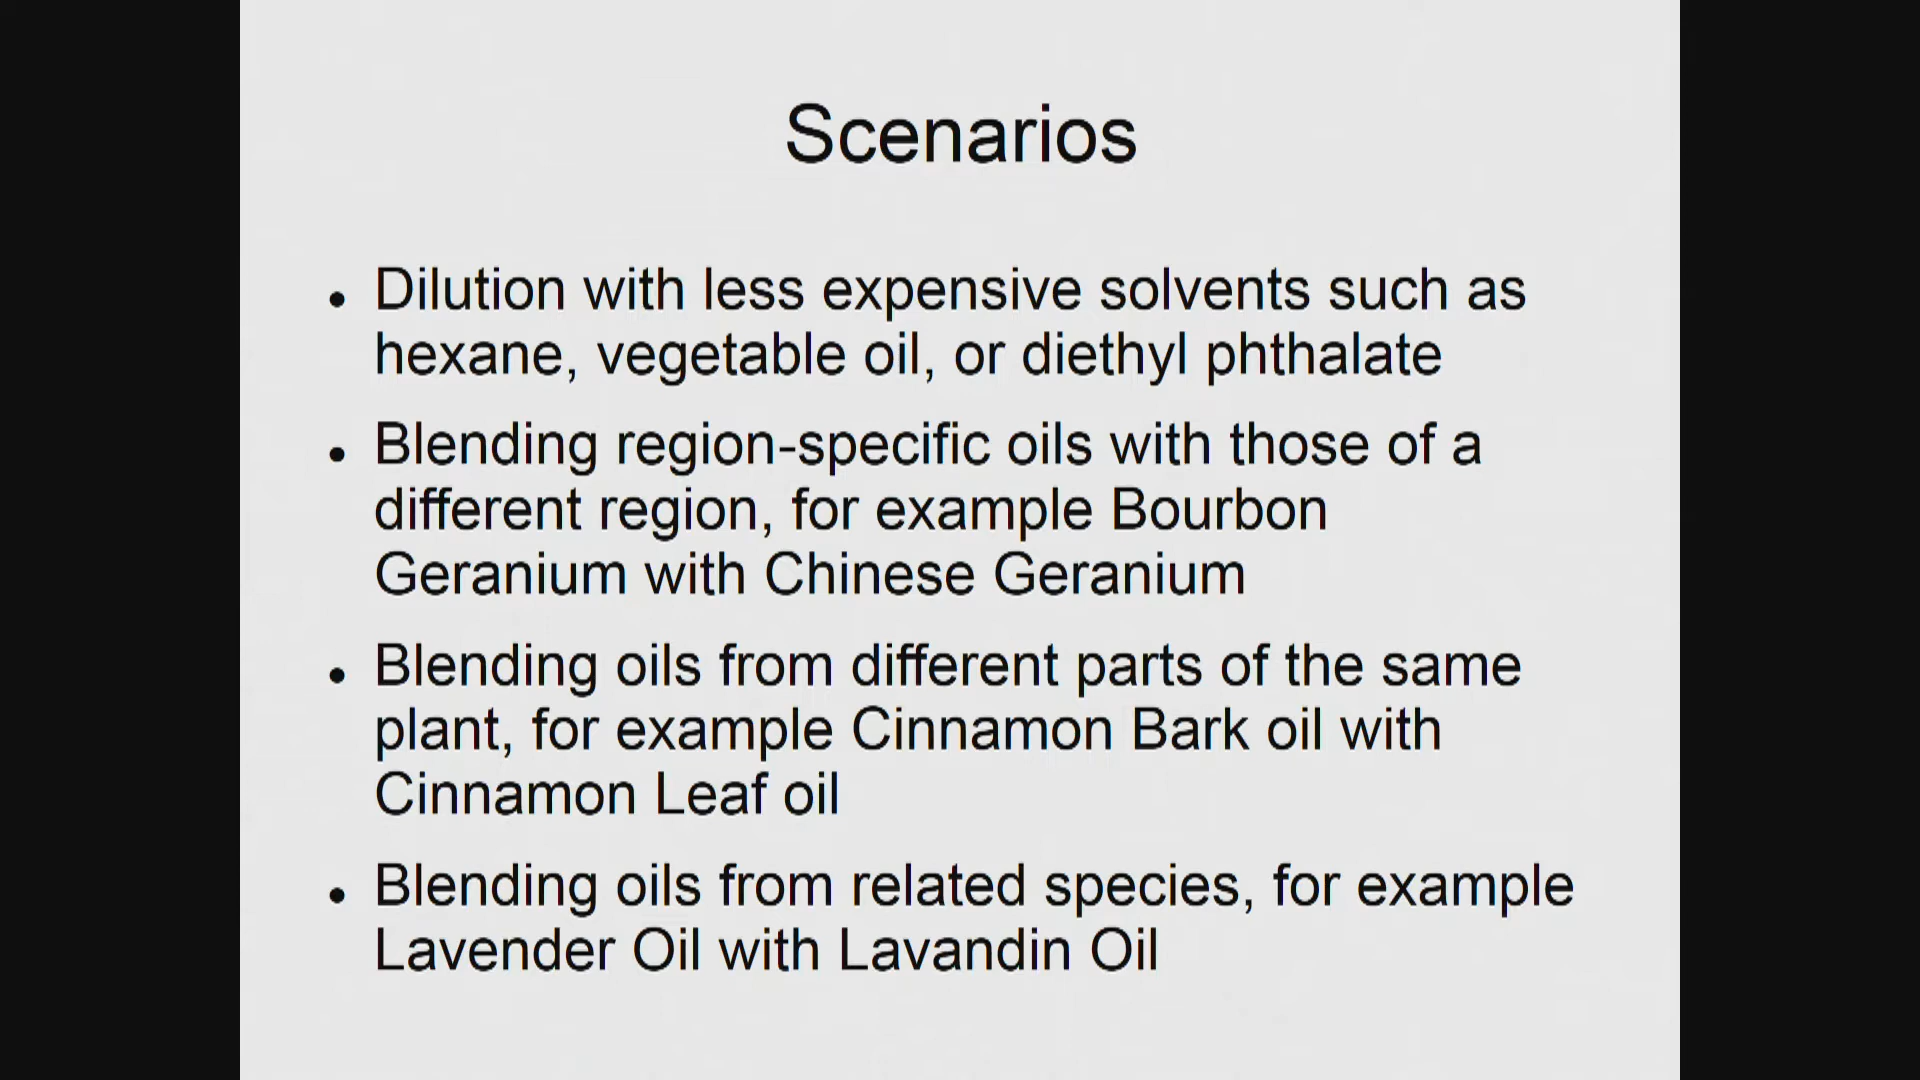 Scenarios
• Dilution with less expensive solvents such as
hexane, vegetable oil, or diethyl phthalate
• Blending region-specific oils with those of a
different region, for example Bourbon
Geranium with Chinese Geranium
• Blending oils from different parts of the same
plant, for example Cinnamon Bark oil with
Cinnamon Leaf oil
• Blending oils from related species, for example
Lavender Oil with Lavandin Oil